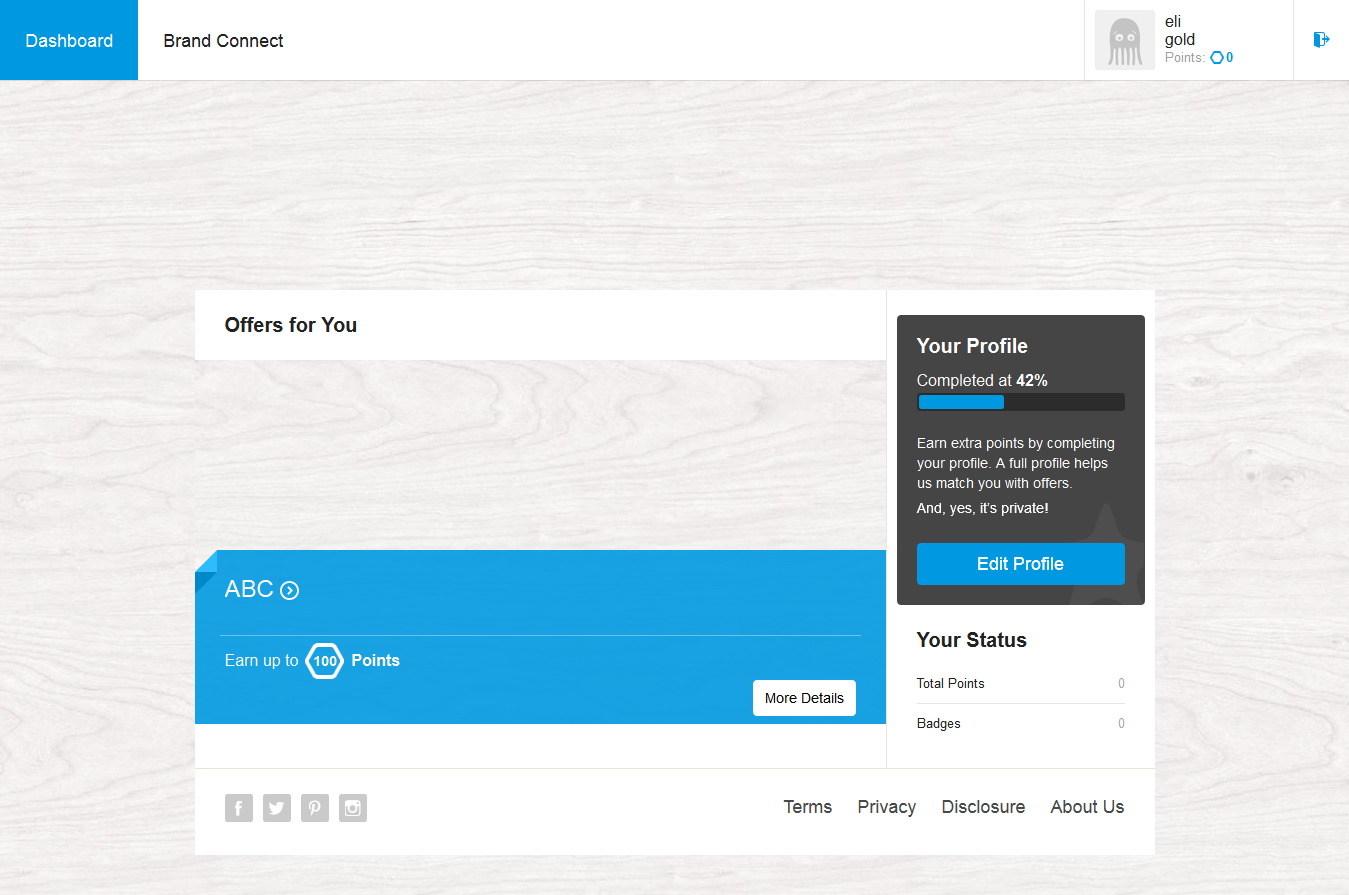 Dashboard
Brand Connect
eli
gold
Points: 0
Offers for You
ABC
Earn up to 100 Points
More Details
Your Profile
Completed at 42%
Earn extra points by completing
your profile. A full profile helps
us match you with offers.
And, yes, it's private!
Edit Profile
Your Status
Total Points 0
Badges 0
Terms Privacy Disclosure About Us